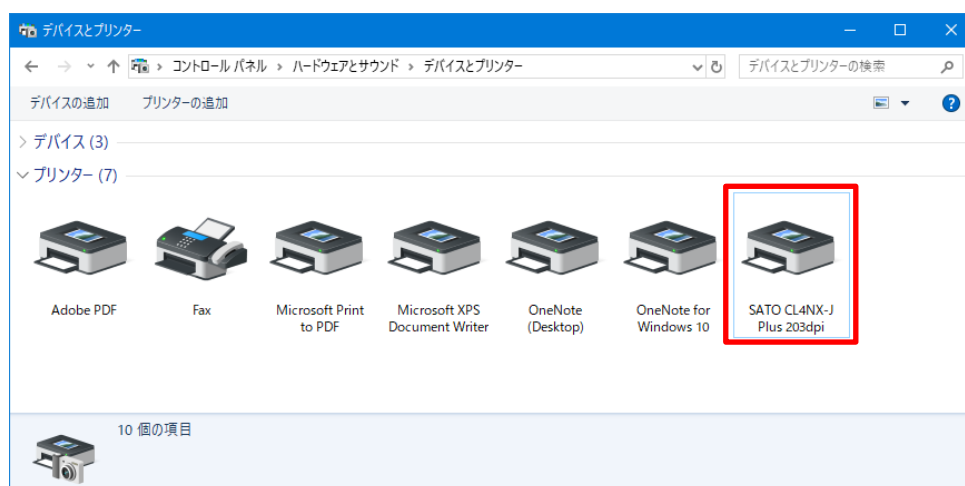 デバイスとプリンター
コントロール パネル › ハードウェアとサウンド › デバイスとプリンター
デバイスとプリンターの検索
デバイスの追加 プリンターの追加
デバイス (3)
プリンター (7)
Adobe PDF
Fax
Microsoft Print
to PDF
Microsoft XPS
Document Writer
OneNote
(Desktop)
OneNote for
Windows 10
SATO CL4NX-J
Plus 203dpi
10 個の項目